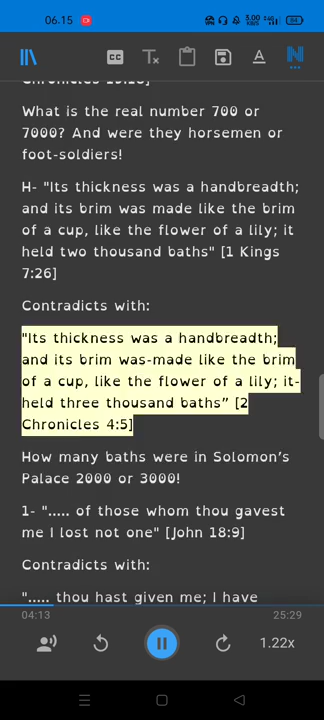 06.15
3,00
KB/S
64
CC
What is the real number 700 or
7000? And were they horsemen or
foot-soldiers!
H- "Its thickness was a handbreadth;
and its brim was made like the brim
of a cup, like the flower of a lily; it
held two thousand baths" [1 Kings
7:26]
Contradicts with:
"Its thickness was a handbreadth;
and its brim was-made like the brim
of a cup, like the flower of a lily; it-
held three thousand baths” [2
Chronicles 4:5]
How many baths were in Solomon’s
Palace 2000 or 3000!
1- "..... of those whom thou gavest
me I lost not one" [John 18:9]
Contradicts with:
"..... thou hast given me; I have
04:13
25:29
1.22x